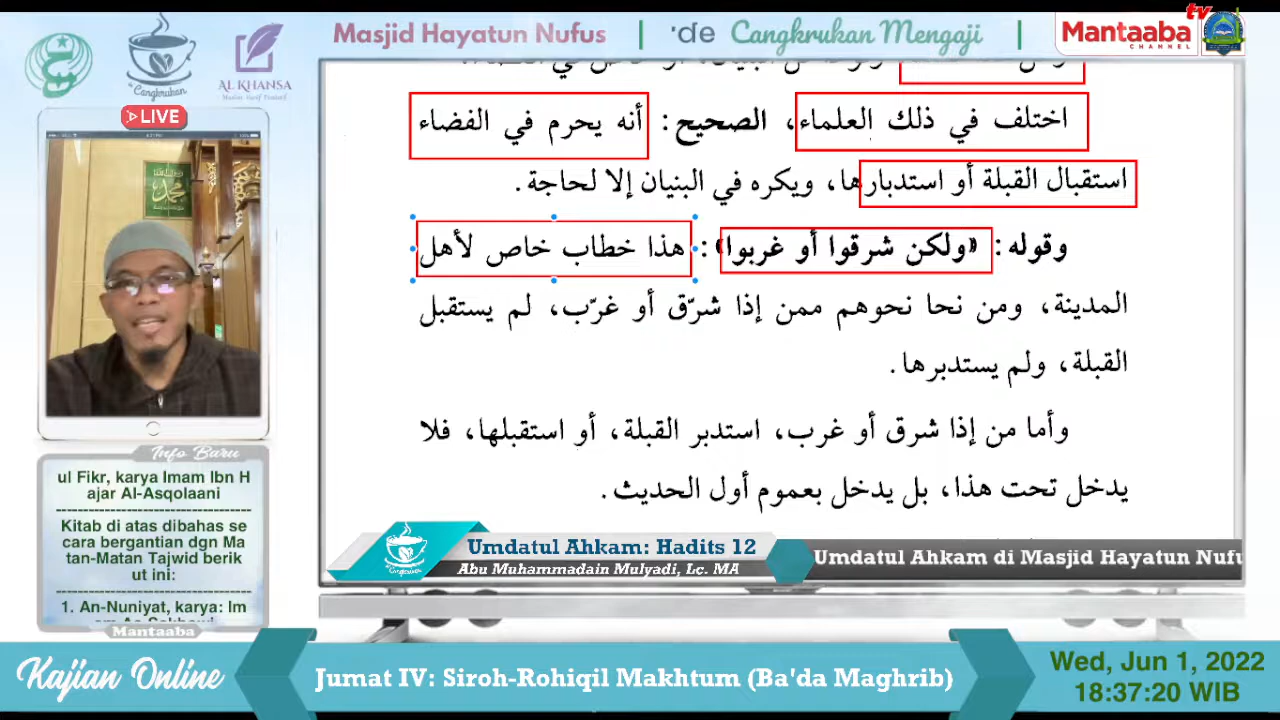 Masjid Hayatun Nufus | 'de Cangkrukan Mengaji |
Mantaaba tv
CHANNEL
Cangkrukan
AL KHANSA
LIVE
اختلف في ذلك العلماء، الصحيح: أنه يحرم في الفضاء
استقبال القبلة أو استدبارها، ويكره في البنيان إلا لحاجة.
وقوله: «ولكن شرقوا أو غربوا»: هذا خطاب خاص لأهل
المدينة، ومن نحا نحوهم ممن إذا شرّق أو غرّب، لم يستقبل
القبلة، ولم يستدبرها.
وأما من إذا شرق أو غرب، استدبر القبلة، أو استقبلها، فلا
يدخل تحت هذا، بل يدخل بعموم أول الحديث.
Info Baru
ul Fikr, karya Imam Ibn H
ajar Al-Asqolaani
Kitab di atas dibahas se
cara bergantian dgn Ma
tan-Matan Tajwid berik
ut ini:
1. An-Nuniyat, karya: Im
Mantaaba
Umdatul Ahkam: Hadits 12
Abu Muhammadain Mulyadi, Lc. MA
Umdatul Ahkam di Masjid Hayatun Nufu
Kajian Online
Jumat IV: Siroh-Rohiqil Makhtum (Ba'da Maghrib)
Wed, Jun 1, 2022
18:37:20 WIB